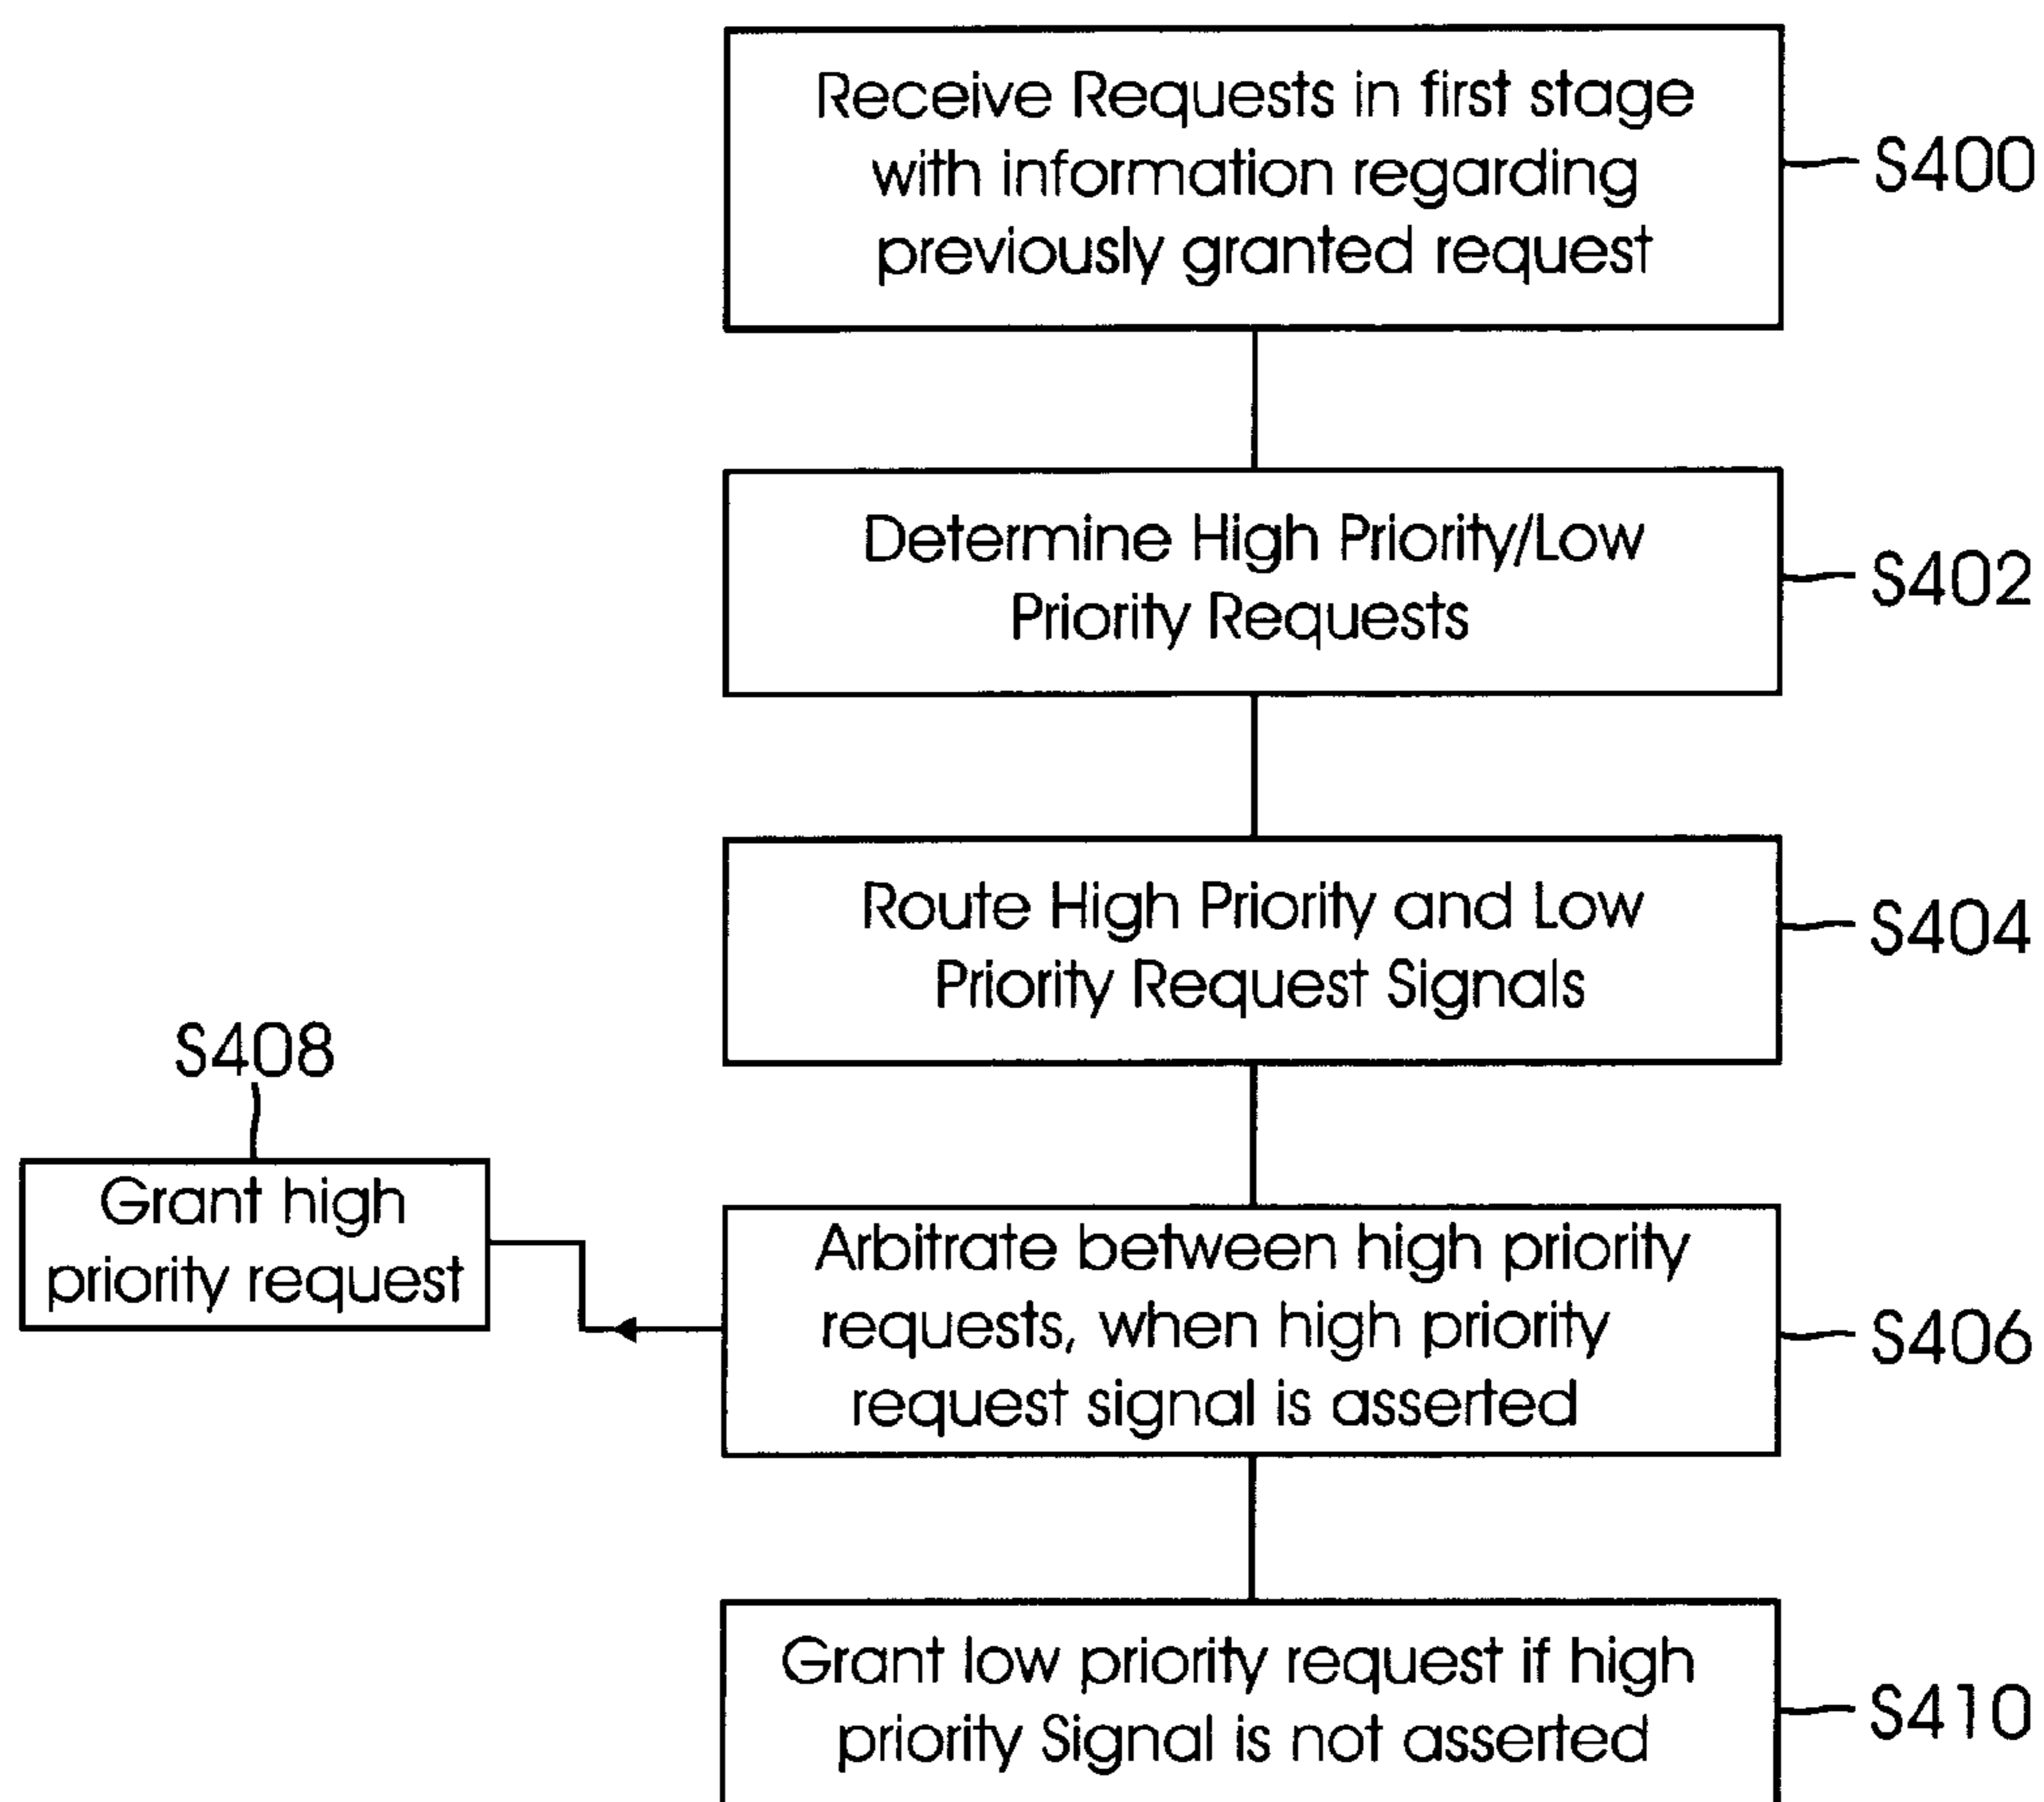 Receive Requests in first stage
with information regarding
previously granted request
S400
Determine High Priority/Low
Priority Requests
S402
Route High Priority and Low
Priority Request Signals
S404
S408
Grant high
priority request
Arbitrate between high priority
requests, when high priority
request signal is asserted
S406
Grant low priority request if high
priority Signal is not asserted
S410